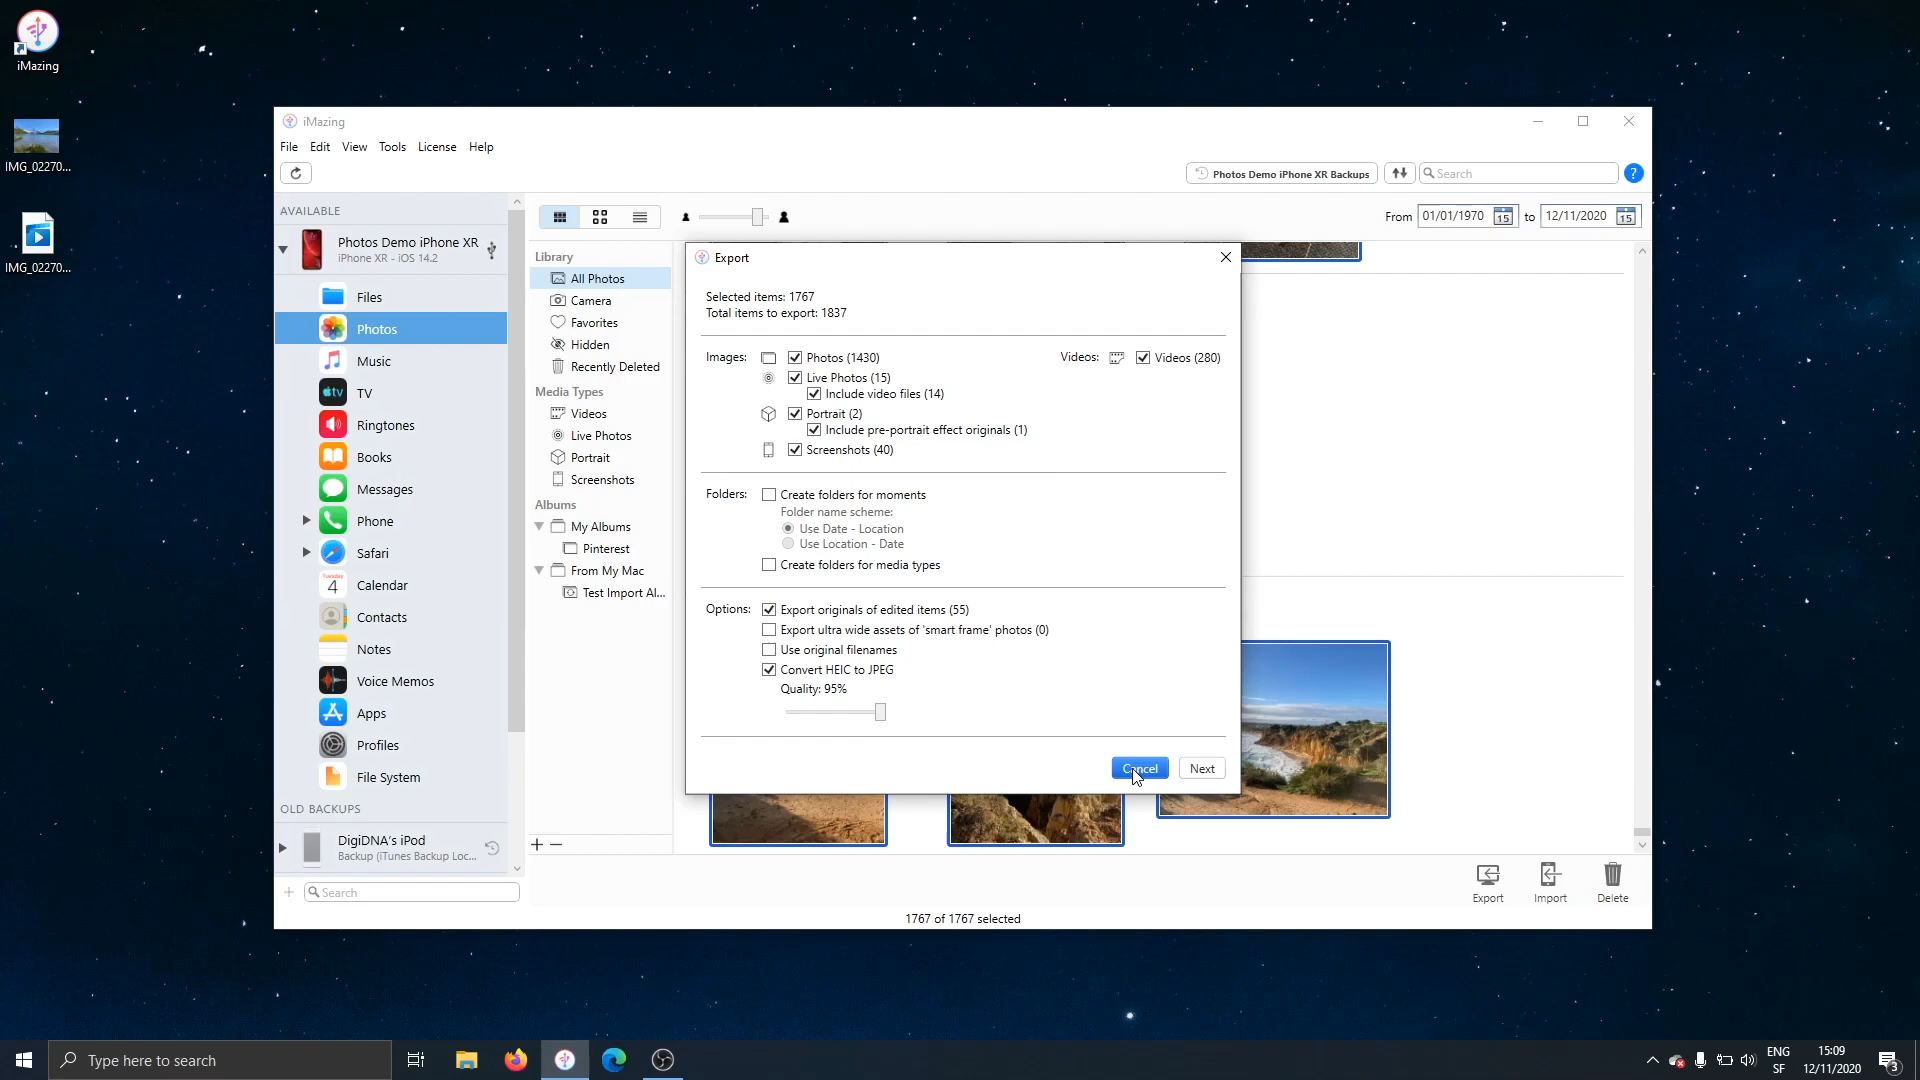 iMazing
IMG_02270...
IMG_02270...
iMazing
File Edit View Tools License Help
Photos Demo iPhone XR Backups
Search
?
AVAILABLE
Photos Demo iPhone XR
iPhone XR - iOS 14.2
Files
Photos
Music
tv TV
Ringtones
Books
Messages
Phone
Safari
Tuesday
4
Calendar
Contacts
Notes
Voice Memos
Apps
Profiles
File System
OLD BACKUPS
DigiDNA's iPod
Backup (iTunes Backup Loc...
Search
From 01/01/1970 15 to 12/11/2020 15
Library
All Photos
Camera
Favorites
Hidden
Recently Deleted
Media Types
Videos
Live Photos
Portrait
Screenshots
Albums
My Albums
Pinterest
From My Mac
Test Import Al...
Export
Selected items: 1767
Total items to export: 1837
Images: Photos (1430) Videos: Videos (280)
Live Photos (15)
Include video files (14)
Portrait (2)
Include pre-portrait effect originals (1)
Screenshots (40)
Folders: Create folders for moments
Folder name scheme:
Use Date - Location
Use Location - Date
Create folders for media types
Options: Export originals of edited items (55)
Export ultra wide assets of 'smart frame' photos (0)
Use original filenames
Convert HEIC to JPEG
Quality: 95%
Cancel Next
Export Import Delete
1767 of 1767 selected
Type here to search
ENG
SF
15:09
12/11/2020
3